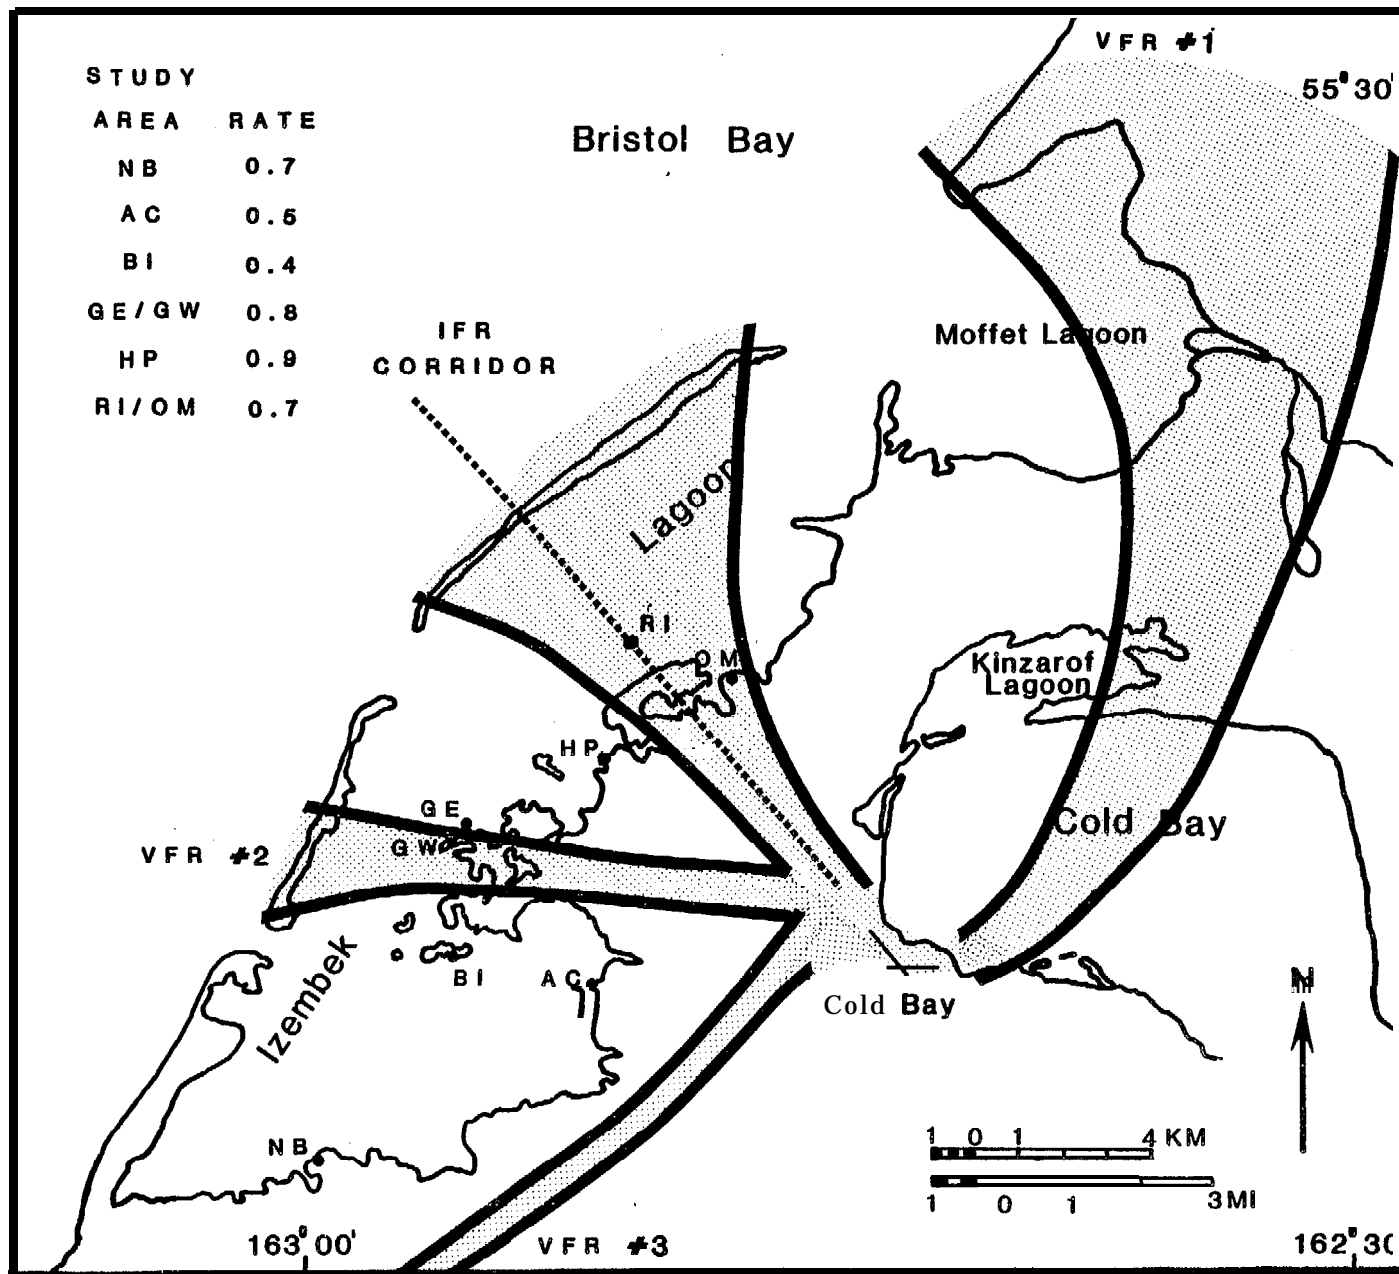 VFR #1
55°30'
STUDY
AREA RATE
NB 0.7
AC 0.5
BI 0.4
GE/GW 0.8
HP 0.9
RI/OM 0.7
Bristol Bay
IFR
CORRIDOR
Moffet Lagoon
Lagoon
RI
OM
Kinzarof
Lagoon
HP
GE
GW
VFR #2
Cold Bay
Izembek
BI
AC
Cold Bay
N
NB
1 0 1 4 KM
1 0 1 3 MI
163°00'
VFR #3
162°30